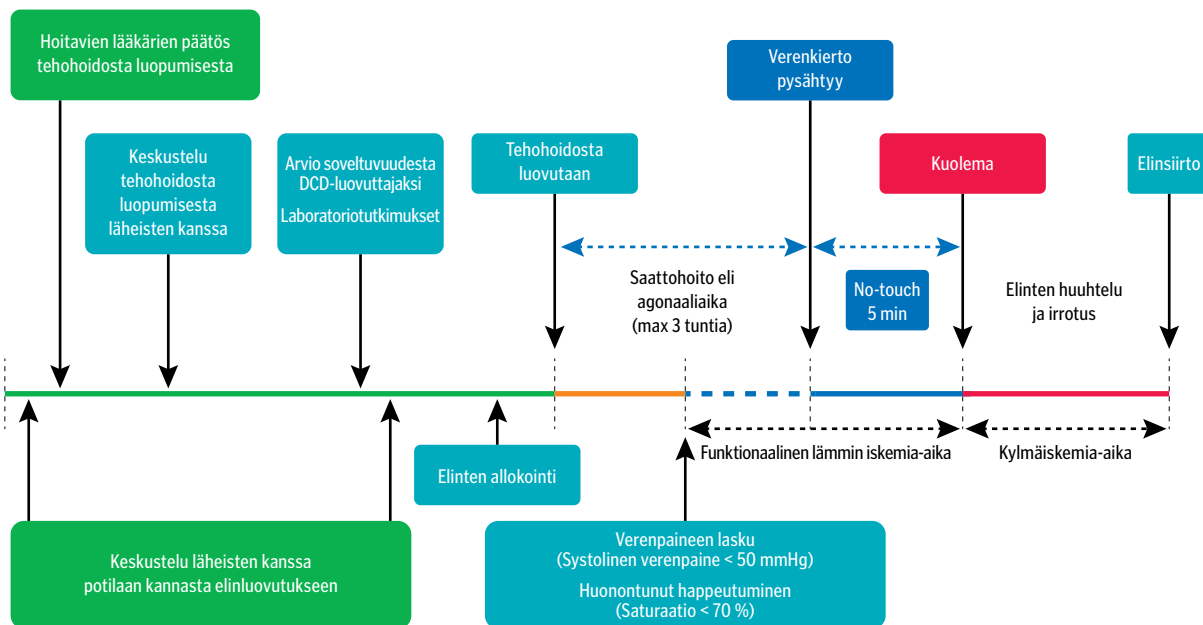 Hoitavien lääkärien päätös
tehohoidosta luopumisesta
Verenkierto
pysähtyy
Keskustelu
tehohoidosta
luopumisesta
läheisten kanssa
Arvio soveltuvuudesta
DCD-luovuttajaksi
Laboratoriotutkimukset
Tehohoidosta
luovutaan
Kuolema
Elinsiirto
Saattohoito eli
agonaaliaika
(max 3 tuntia)
No-touch
5 min
Elinten huuhtelu
ja irrotus
Funktionaalinen lämmin iskemia-aika
Kylmäiskemia-aika
Elinten allokointi
Keskustelu läheisten kanssa
potilaan kannasta elinluovutukseen
Verenpaineen lasku
(Systolinen verenpaine < 50 mmHg)
Huonontunut happeutuminen
(Saturaatio < 70 %)